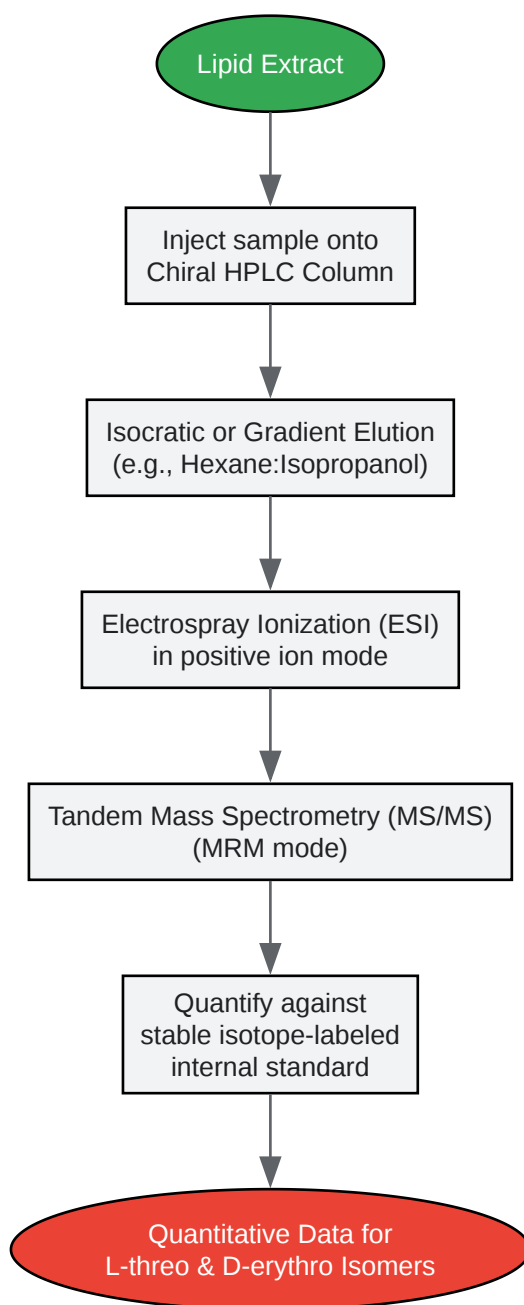 Lipid Extract
Inject sample onto
Chiral HPLC Column
Isocratic or Gradient Elution
(e.g., Hexane:Isopropanol)
Electrospray Ionization (ESI)
in positive ion mode
Tandem Mass Spectrometry (MS/MS)
(MRM mode)
Quantify against
stable isotope-labeled
internal standard
Quantitative Data for
L-threo & D-erythro Isomers